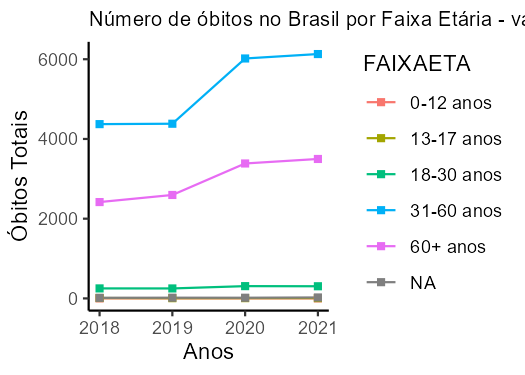 Número de óbitos no Brasil por Faixa Etária - va
6000
4000
2000
0
Óbitos Totais
2018 2019 2020 2021
Anos
FAIXAETA
0-12 anos
13-17 anos
18-30 anos
31-60 anos
60+ anos
NA